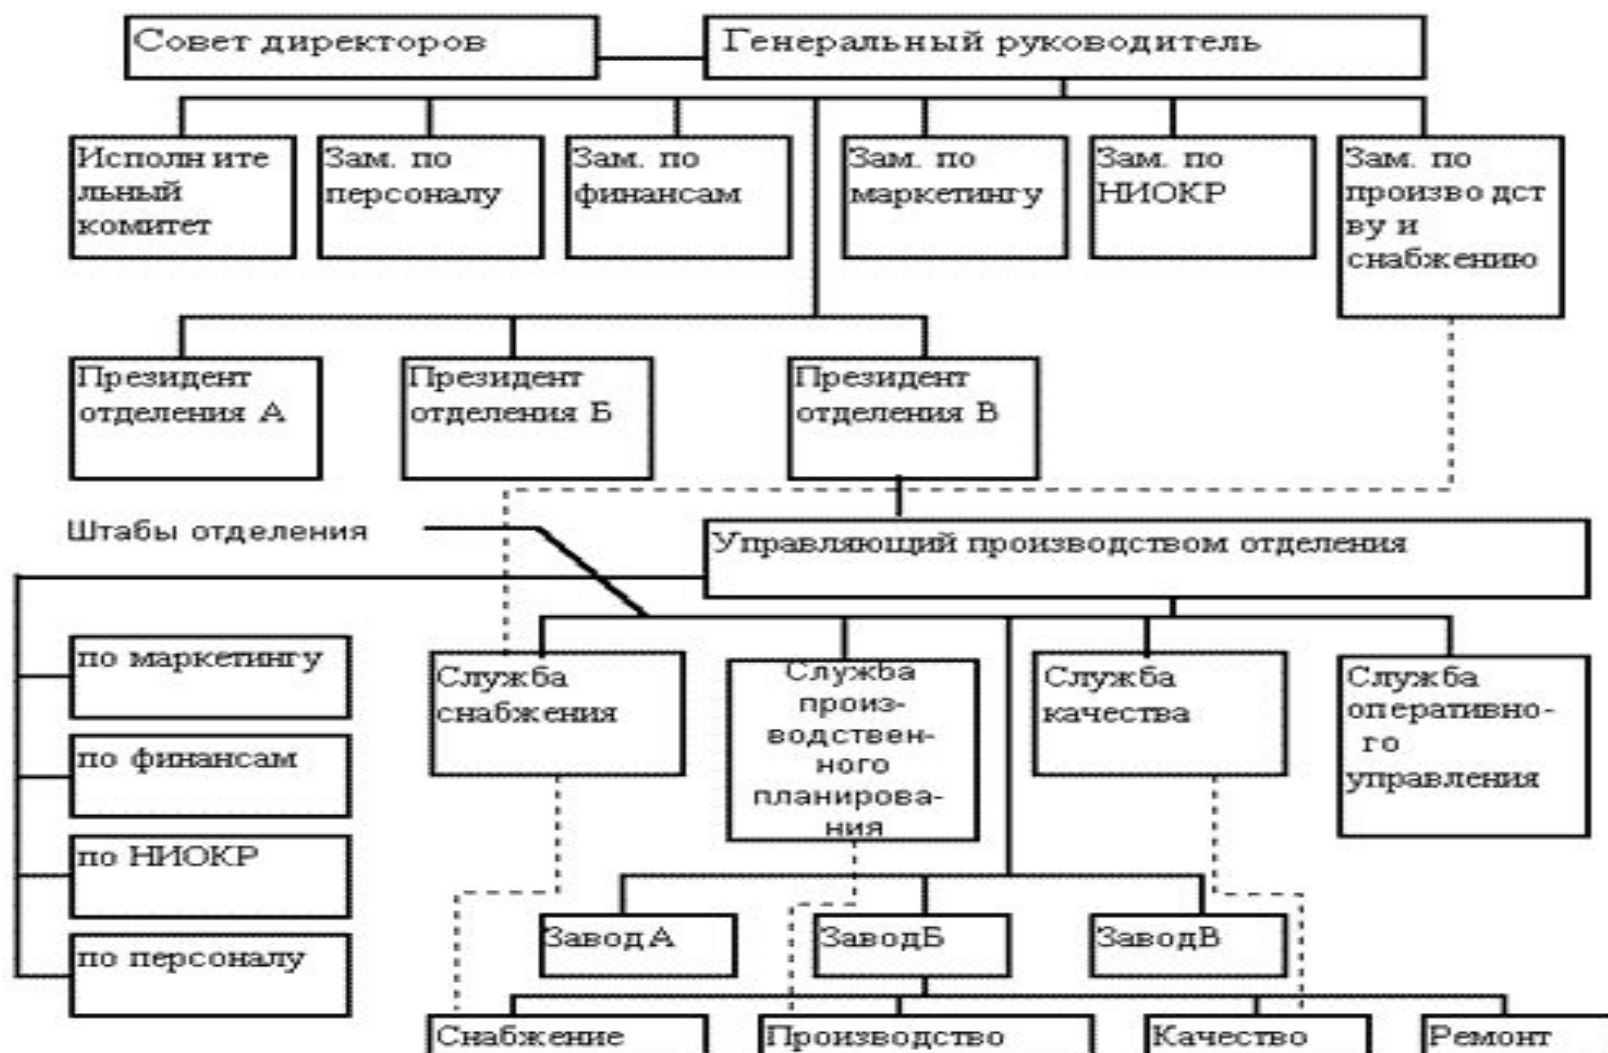 Совет директоров
Генеральный руководитель
Исполн ите
льный
комитет
Зам. по
персоналу
Зам. по
финансам
Зам. по
маркетингу
Зам. по
НИОКР
Зам. по
произво дст
ву и
снабжению
Президент
отделения А
Президент
отделения Б
Президент
отделения В
Штабы отделения
Управляющий производством отделения
по маркетингу
по финансам
по НИОКР
по персоналу
Служба
снабжения
Служба
произ-
водствен-
ного
планирова-
ния
Служба
качества
Служба
оперативно-
го
управления
Завод А
ЗаводБ
ЗаводВ
Снабжение
Производство
Качество
Ремонт